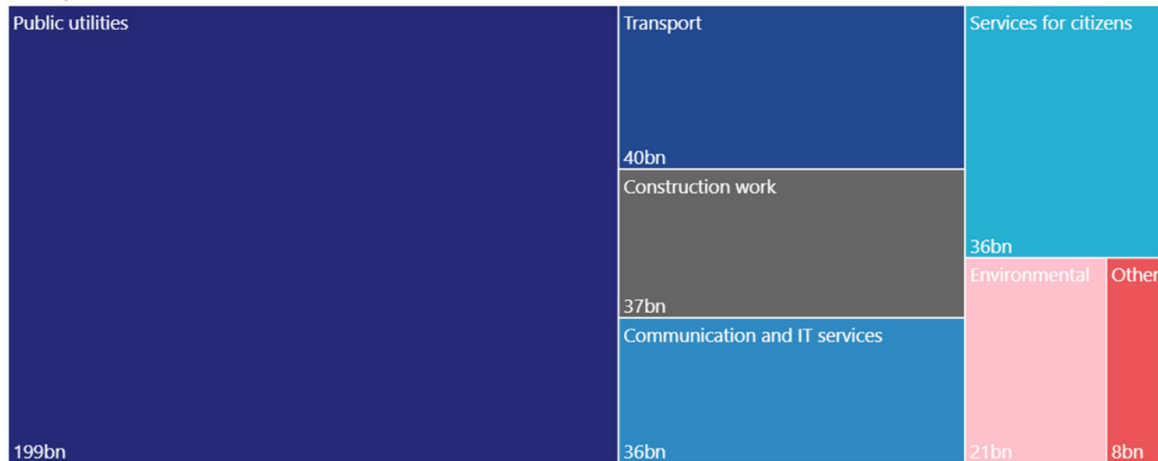 Public utilities
199bn
Transport
40bn
Construction work
37bn
Communication and IT services
36bn
Services for citizens
36bn
Environmental
21bn
Other
8bn